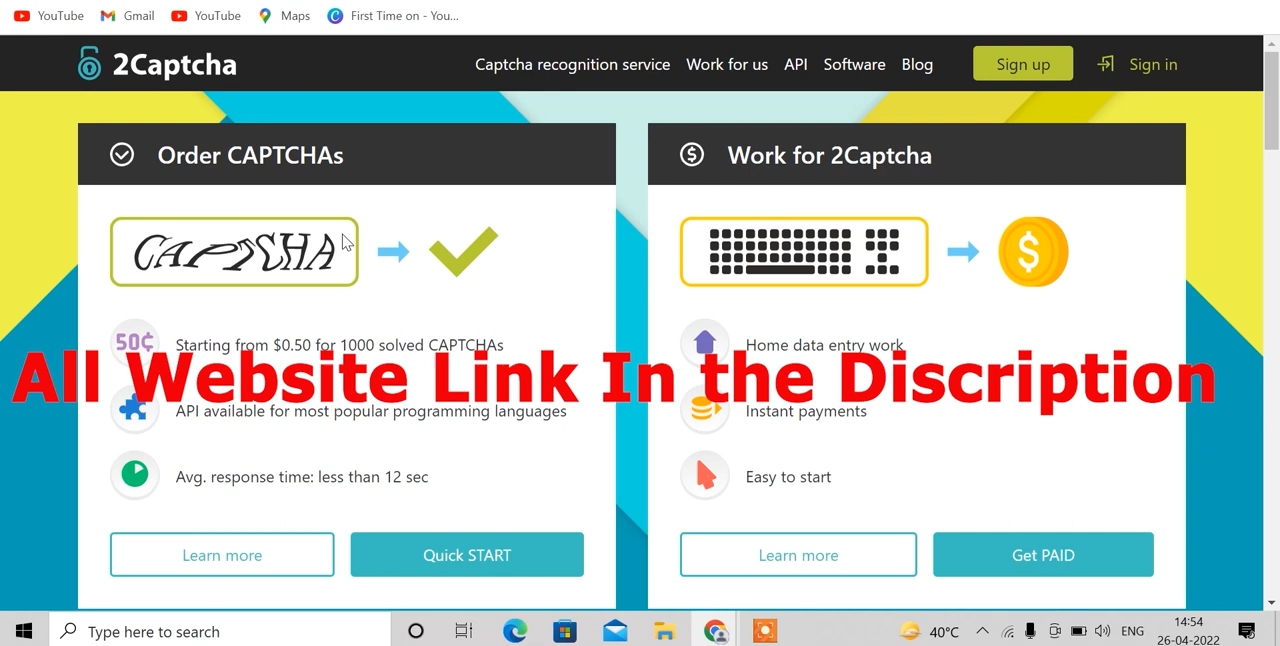 YouTube Gmail YouTube Maps First Time on - You...
2Captcha Captcha recognition service Work for us API Software Blog Sign up Sign in
Order CAPTCHAs
CAPTCHA
50¢ Starting from $0.50 for 1000 solved CAPTCHAs
API available for most popular programming languages
Avg. response time: less than 12 sec
Learn more Quick START
Work for 2Captcha
$
Home data entry work
Instant payments
Easy to start
Learn more Get PAID
All Website Link In the Discription
Type here to search 40°C ENG 14:54
26-04-2022